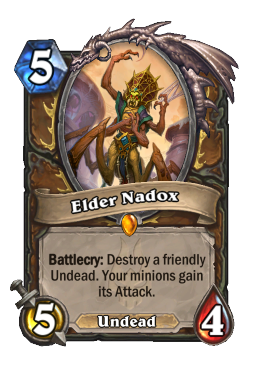 5
Elder Nadox
Battlecry: Destroy a friendly
Undead. Your minions gain
its Attack.
5 Undead 4